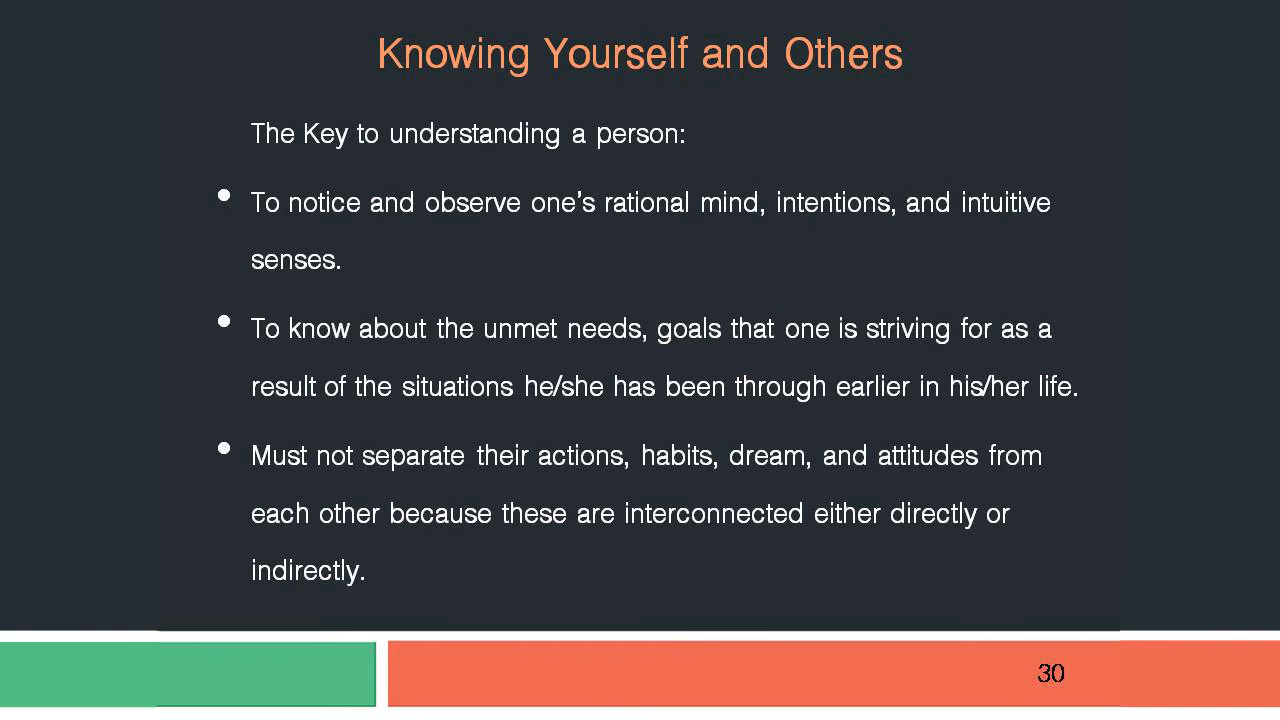 Knowing Yourself and Others
The Key to understanding a person:
• To notice and observe one's rational mind, intentions, and intuitive
senses.
• To know about the unmet needs, goals that one is striving for as a
result of the situations he/she has been through earlier in his/her life.
• Must not separate their actions, habits, dream, and attitudes from
each other because these are interconnected either directly or
indirectly.
30